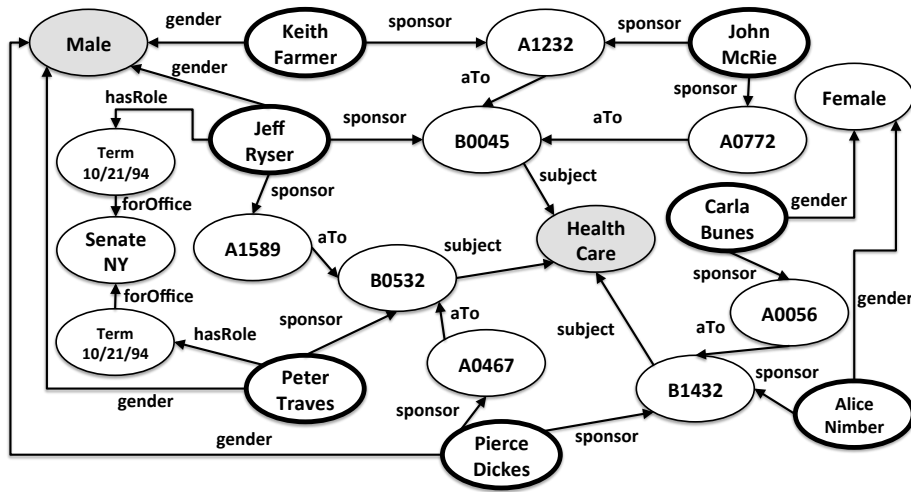 gender
Keith
Farmer
sponsor
A1232
sponsor
John
McRie
Male
gender
aTo
sponsor
Female
hasRole
Jeff
Ryser
sponsor
B0045
aTo
A0772
Term
10/21/94
subject
forOffice
sponsor
Carla
Bunes
gender
Senate
NY
A1589
aTo
subject
Health
Care
sponsor
forOffice
B0532
gender
Term
10/21/94
hasRole
sponsor
aTo
subject
aTo
A0056
Peter
Traves
A0467
B1432
sponsor
Alice
Nimber
gender
sponsor
gender
Pierce
Dickes
sponsor